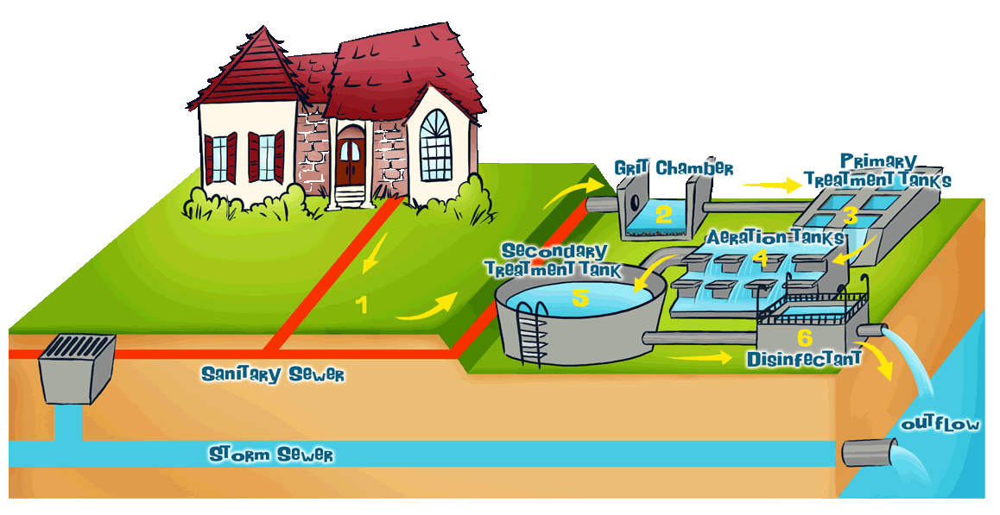 Grit Chamber
2
Primary
Treatment Tanks
3
Aeration Tanks
4
Secondary
Treatment Tank
5
1
6
Disinfectant
Sanitary Sewer
outflow
Storm Sewer